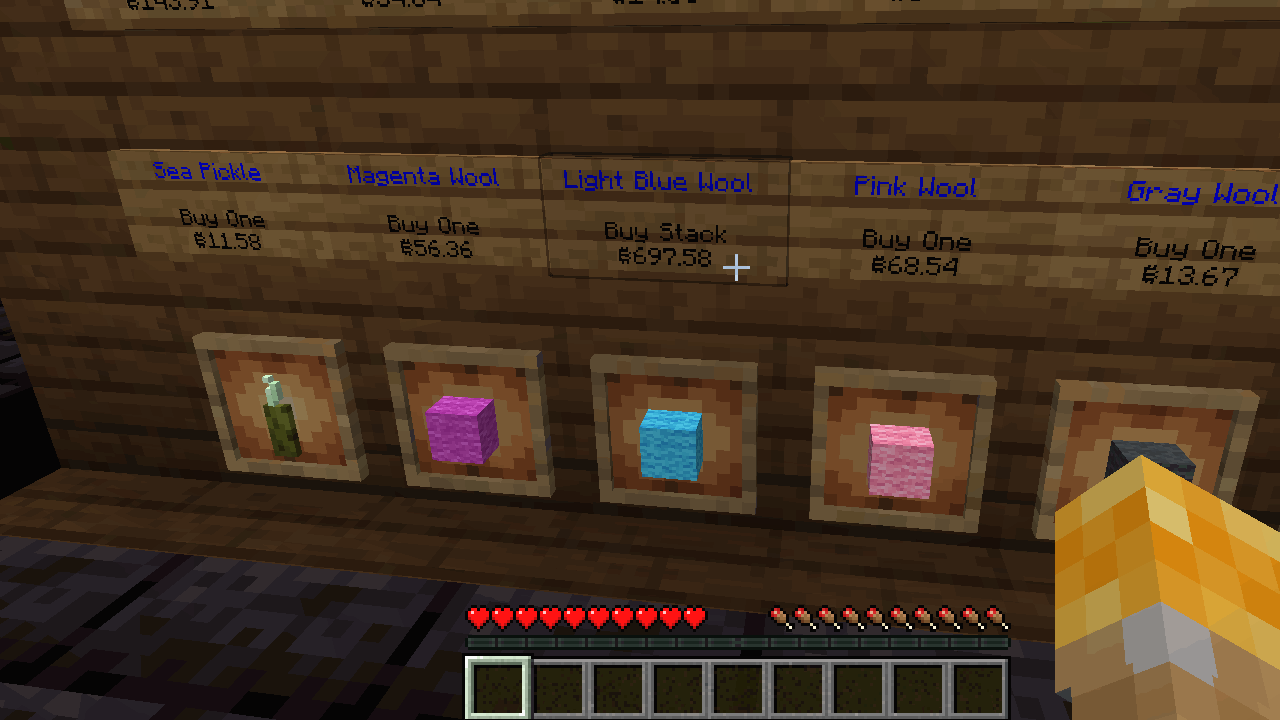 Sea Pickle
Buy One
₿11.58
Magenta Wool
Buy One
₿56.36
Light Blue Wool
Buy Stack
₿697.58
Pink Wool
Buy One
₿68.54
Gray Wool
Buy One
₿13.67